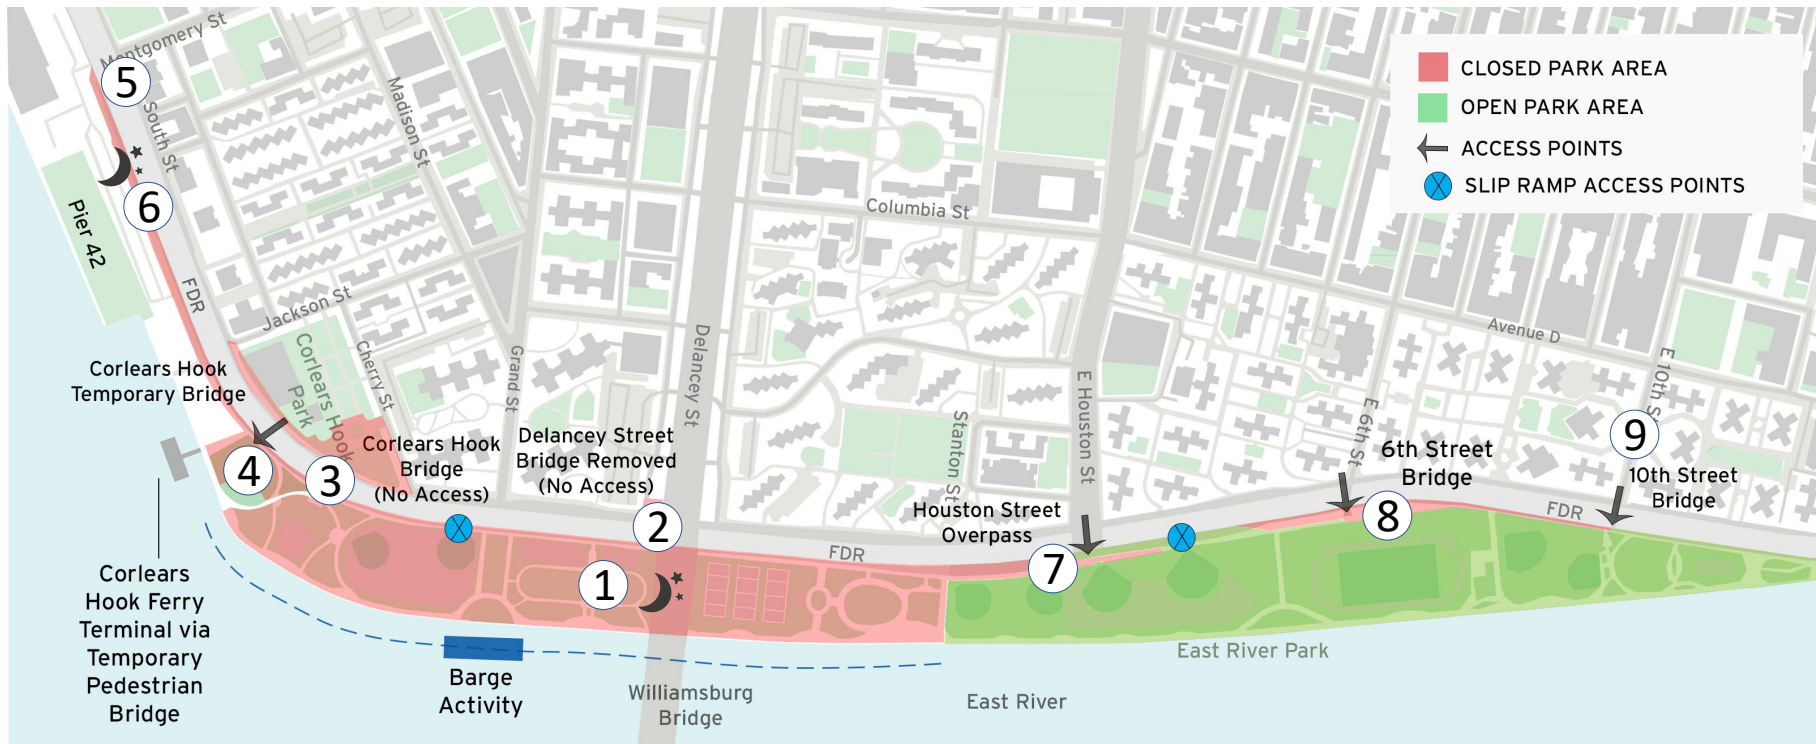 Montgomery St
5
South St
Madison St
6
Pier 42
FDR
Columbia St
CLOSED PARK AREA
OPEN PARK AREA
ACCESS POINTS
SLIP RAMP ACCESS POINTS
Jackson St
Corlears Hook
Park
Corlears Hook
Cherry St
Grand St
Delancey St
Stanton St
E Houston St
E 6th St
Avenue D
E 10th St
Corlears Hook
Temporary Bridge
4
3
Corlears Hook
Bridge
(No Access)
Delancey Street
Bridge Removed
(No Access)
2
1
Houston Street
Overpass
7
6th Street
Bridge
8
9
10th Street
Bridge
FDR
FDR
Corlears
Hook Ferry
Terminal via
Temporary
Pedestrian
Bridge
Barge
Activity
Williamsburg
Bridge
East River
East River Park